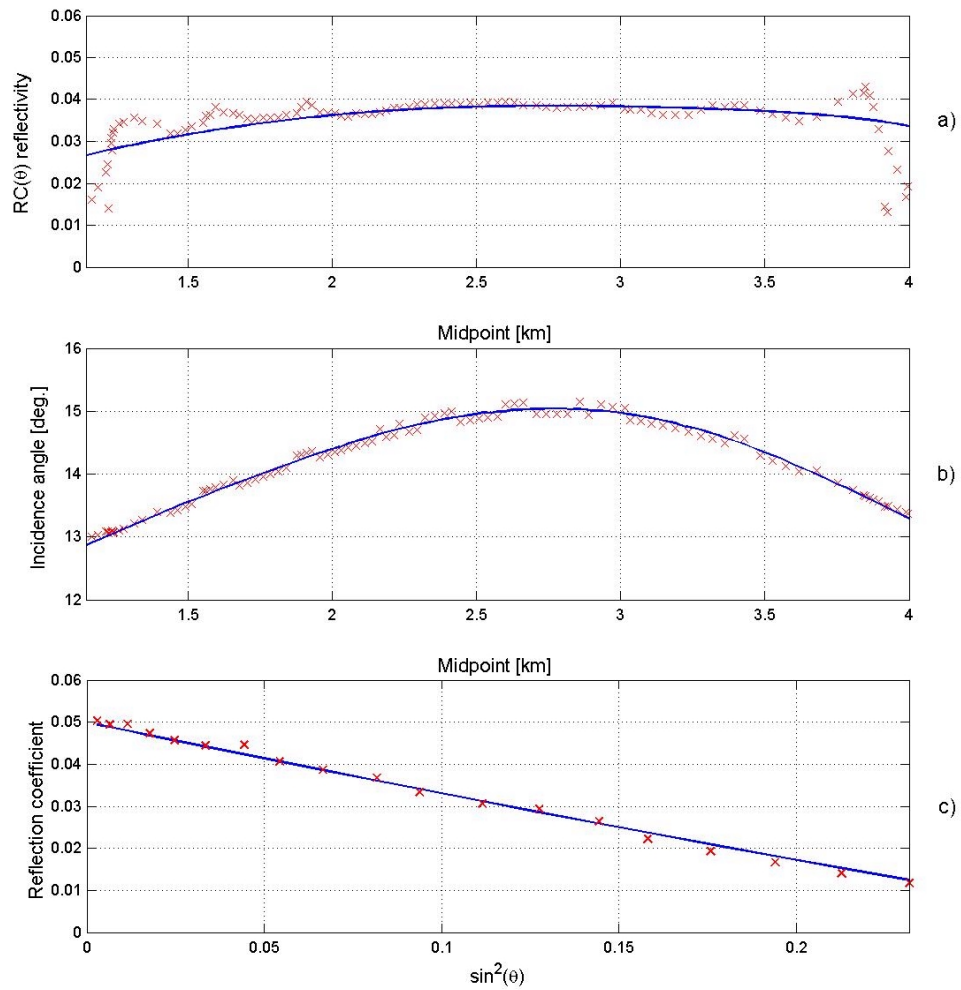 0.06
0.05
0.04
0.03
0.02
0.01
0
RC(θ) reflectivity
1.5 2 2.5 3 3.5 4
Midpoint [km]
a)
16
15
14
13
12
Incidence angle [deg.]
1.5 2 2.5 3 3.5 4
Midpoint [km]
b)
0.06
0.05
0.04
0.03
0.02
0.01
0
Reflection coefficient
0 0.05 0.1 0.15 0.2
sin²(θ)
c)